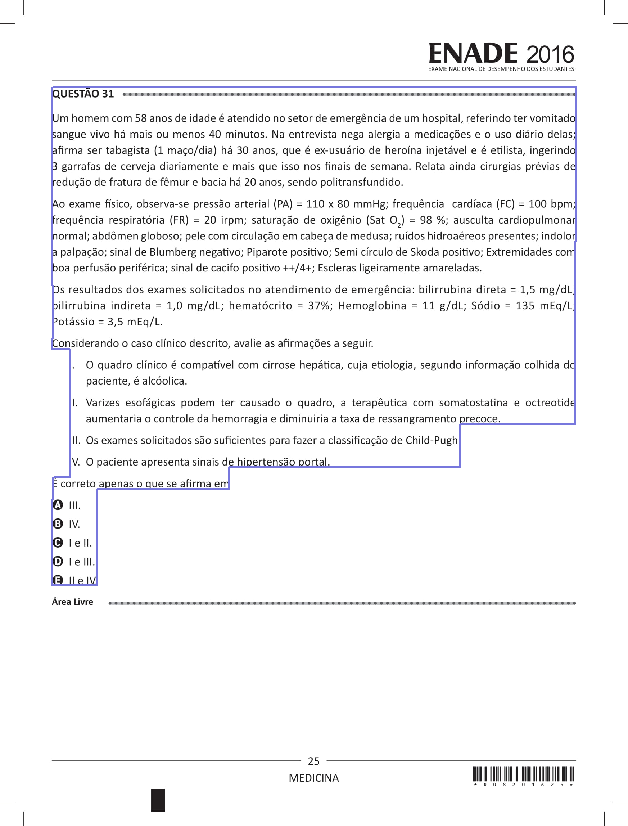 ENADE 2016
EXAME NACIONAL DE DESEMPENHO DOS ESTUDANTES
QUESTÃO 31
Um homem com 58 anos de idade é atendido no setor de emergência de um hospital, referindo ter vomitado
sangue vivo há mais ou menos 40 minutos. Na entrevista nega alergia a medicações e o uso diário delas;
afirma ser tabagista (1 maço/dia) há 30 anos, que é ex-usuário de heroína injetável e é etilista, ingerindo
3 garrafas de cerveja diariamente e mais que isso nos finais de semana. Relata ainda cirurgias prévias de
redução de fratura de fêmur e bacia há 20 anos, sendo politransfundido.
Ao exame físico, observa-se pressão arterial (PA) = 110 x 80 mmHg; frequência cardíaca (FC) = 100 bpm;
frequência respiratória (FR) = 20 irpm; saturação de oxigênio (Sat O2) = 98 %; ausculta cardiopulmonar
normal; abdômen globoso; pele com circulação em cabeça de medusa; ruídos hidroaéreos presentes; indolor
a palpação; sinal de Blumberg negativo; Piparote positivo; Semi círculo de Skoda positivo; Extremidades com
boa perfusão periférica; sinal de cacifo positivo ++/4+; Escleras ligeiramente amareladas.
Os resultados dos exames solicitados no atendimento de emergência: bilirrubina direta = 1,5 mg/dL,
bilirrubina indireta = 1,0 mg/dL; hematócrito = 37%; Hemoglobina = 11 g/dL; Sódio = 135 mEq/L,
Potássio = 3,5 mEq/L.
Considerando o caso clínico descrito, avalie as afirmações a seguir.
I. O quadro clínico é compatível com cirrose hepática, cuja etiologia, segundo informação colhida do
paciente, é alcóolica.
II. Varizes esofágicas podem ter causado o quadro, a terapêutica com somatostatina e octreotide
aumentaria o controle da hemorragia e diminuiria a taxa de ressangramento precoce.
III. Os exames solicitados são suficientes para fazer a classificação de Child-Pugh.
IV. O paciente apresenta sinais de hipertensão portal.
É correto apenas o que se afirma em
A III.
B IV.
C I e II.
D I e III.
E II e IV.
Área Livre
25
MEDICINA